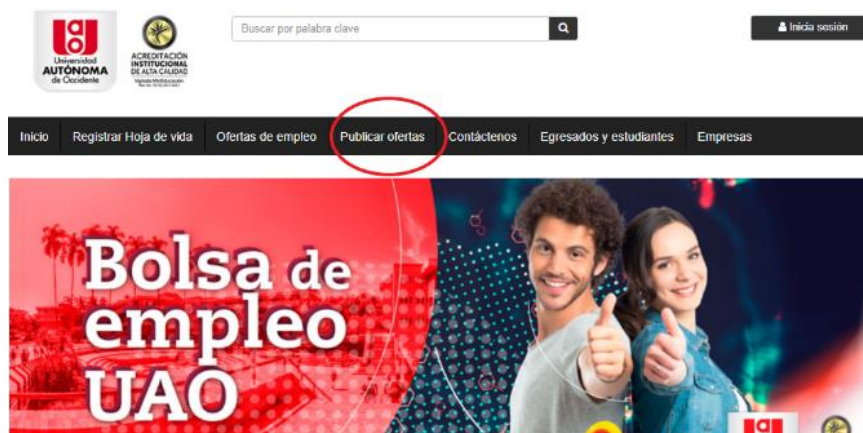 Universidad
AUTÓNOMA
de Occidente
ACREDITACIÓN
INSTITUCIONAL
DE ALTA CALIDAD
Buscar por palabra clave
Inicia sesión
Inicio
Registrar Hoja de vida
Ofertas de empleo
Publicar ofertas
Contáctenos
Egresados y estudiantes
Empresas
Bolsa de
empleo
UAO